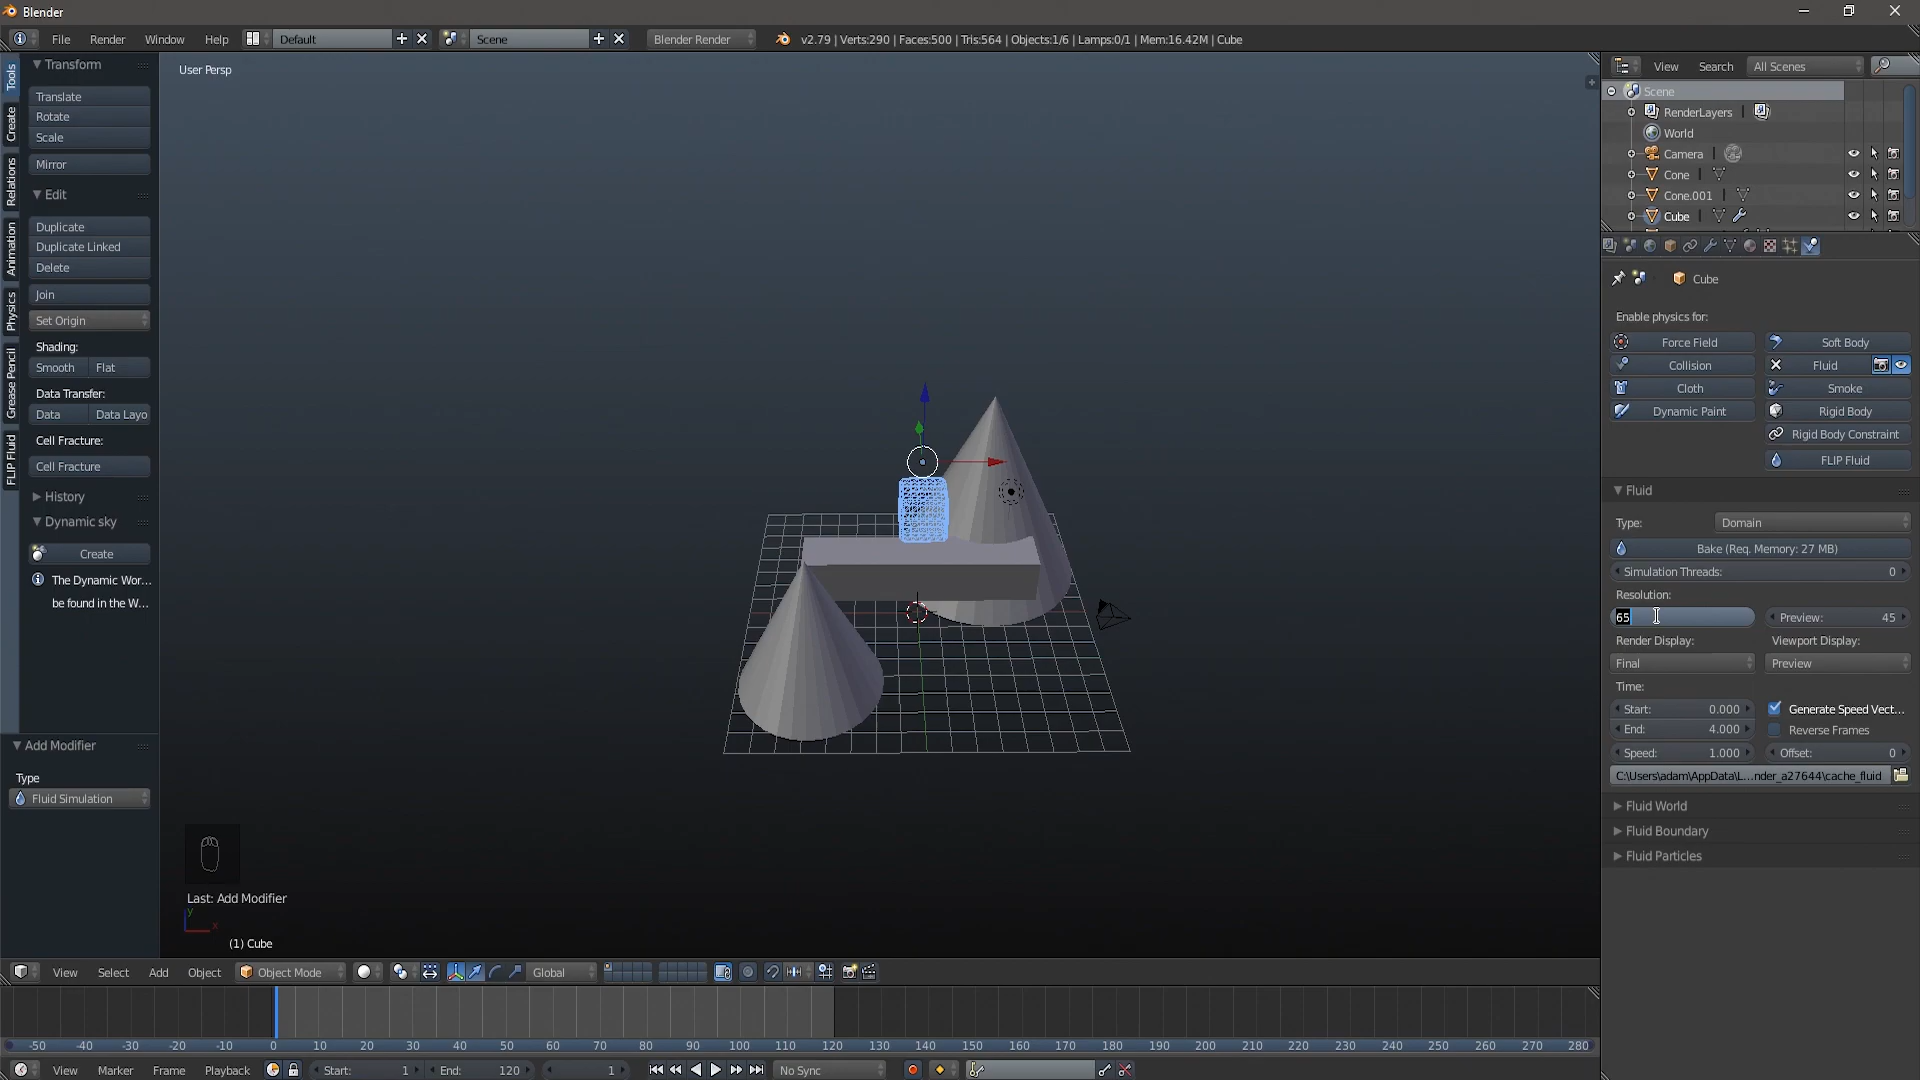 Blender
File Render Window Help Default Scene Blender Render v2.79 | Verts:290 | Faces:500 | Tris:564 | Objects:1/6 | Lamps:0/1 | Mem:16.42M | Cube
Tools
Create
Relations
Animation
Physics
Grease Pencil
FLIP Fluid
Transform
Translate
Rotate
Scale
Mirror
Edit
Duplicate
Duplicate Linked
Delete
Join
Set Origin
Shading:
Smooth Flat
Data Transfer:
Data Data Layo
Cell Fracture:
Cell Fracture
History
Dynamic sky
Create
The Dynamic Wor...
be found in the W...
Add Modifier
Type
Fluid Simulation
User Persp
Last: Add Modifier
y
x
(1) Cube
View Search All Scenes
Scene
RenderLayers |
World
Camera |
Cone |
Cone.001 |
Cube |
Cube
Enable physics for:
Force Field Soft Body
Collision Fluid
Cloth Smoke
Dynamic Paint Rigid Body
Rigid Body Constraint
FLIP Fluid
Fluid
Type: Domain
Bake (Req. Memory: 27 MB)
Simulation Threads: 0
Resolution:
65 Preview: 45
Render Display: Viewport Display:
Final Preview
Time:
Start: 0.000 Generate Speed Vect...
End: 4.000 Reverse Frames
Speed: 1.000 Offset: 0
C:\Users\adam\AppData\L...nder_a27644\cache_fluid
Fluid World
Fluid Boundary
Fluid Particles
View Select Add Object Object Mode Global
-50 -40 -30 -20 -10 0 10 20 30 40 50 60 70 80 90 100 110 120 130 140 150 160 170 180 190 200 210 220 230 240 250 260 270 280
View Marker Frame Playback Start: 1 End: 120 1 No Sync